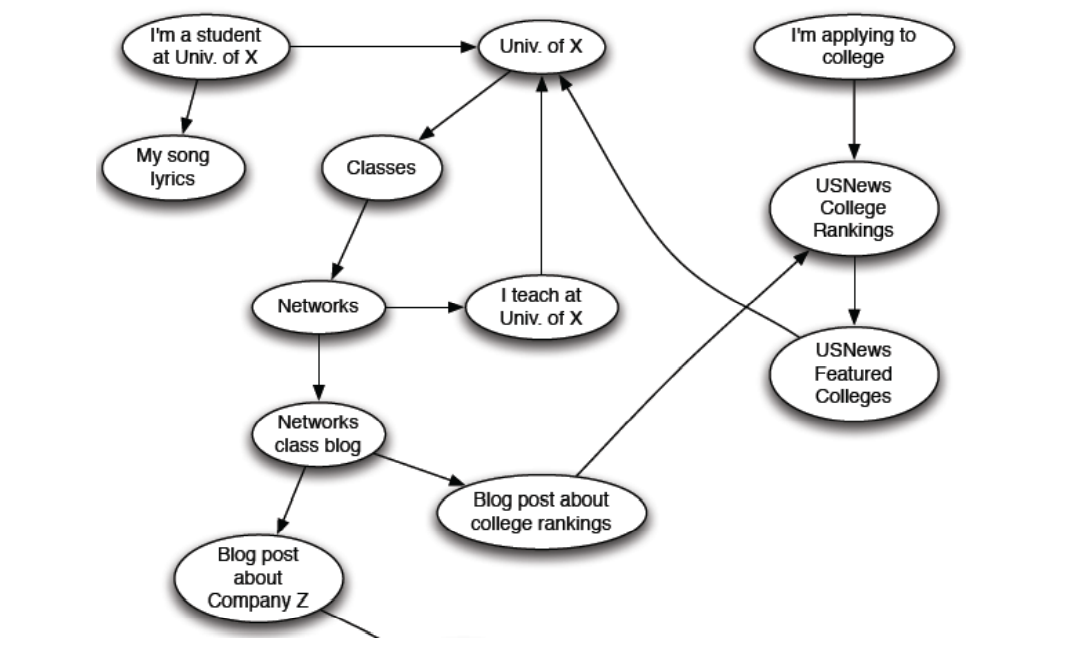 I'm a student
at Univ. of X
Univ. of X
I'm applying to
college
My song
lyrics
Classes
USNews
College
Rankings
Networks
I teach at
Univ. of X
USNews
Featured
Colleges
Networks
class blog
Blog post about
college rankings
Blog post
about
Company Z